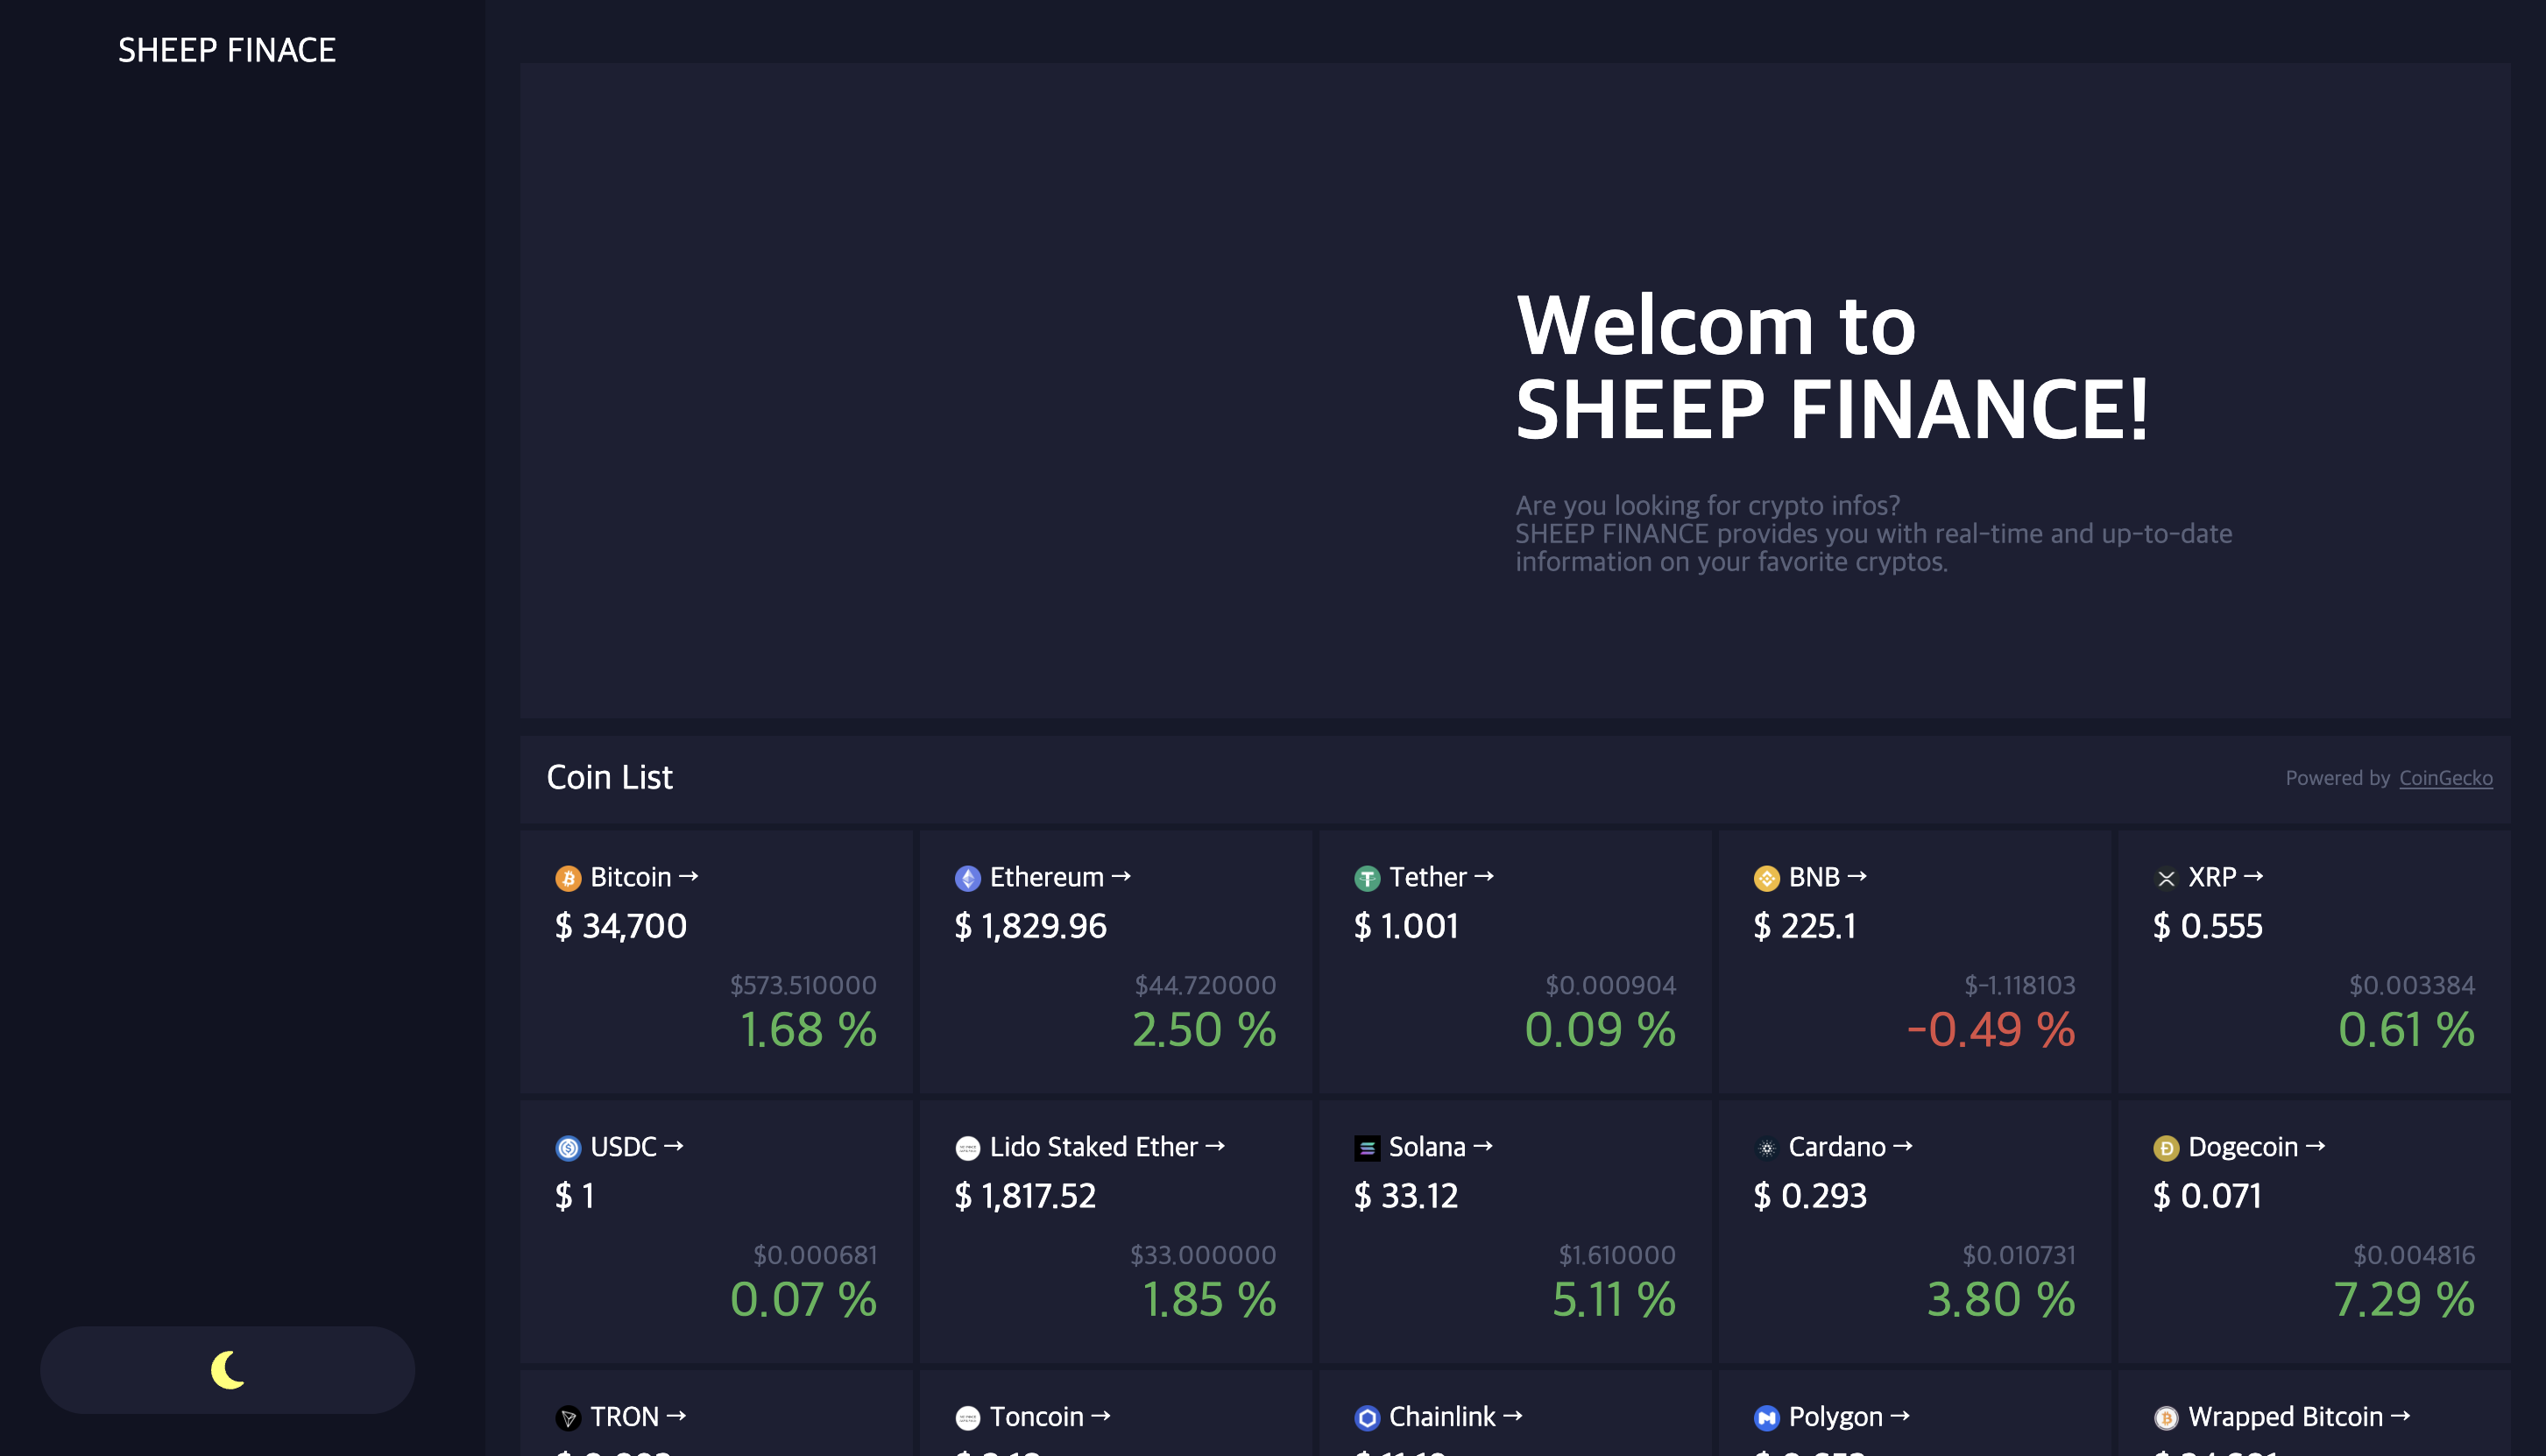 SHEEP FINACE
Welcom to
SHEEP FINANCE!
Are you looking for crypto infos?
SHEEP FINANCE provides you with real-time and up-to-date
information on your favorite cryptos.
Coin List
Powered by CoinGecko
Bitcoin →
$ 34,700
$573.510000
1.68 %
Ethereum →
$ 1,829.96
$44.720000
2.50 %
Tether →
$ 1.001
$0.000904
0.09 %
BNB →
$ 225.1
$-1.118103
-0.49 %
XRP →
$ 0.555
$0.003384
0.61 %
USDC →
$ 1
$0.000681
0.07 %
Lido Staked Ether →
$ 1,817.52
$33.000000
1.85 %
Solana →
$ 33.12
$1.610000
5.11 %
Cardano →
$ 0.293
$0.010731
3.80 %
Dogecoin →
$ 0.071
$0.004816
7.29 %
TRON →
Toncoin →
Chainlink →
Polygon →
Wrapped Bitcoin →